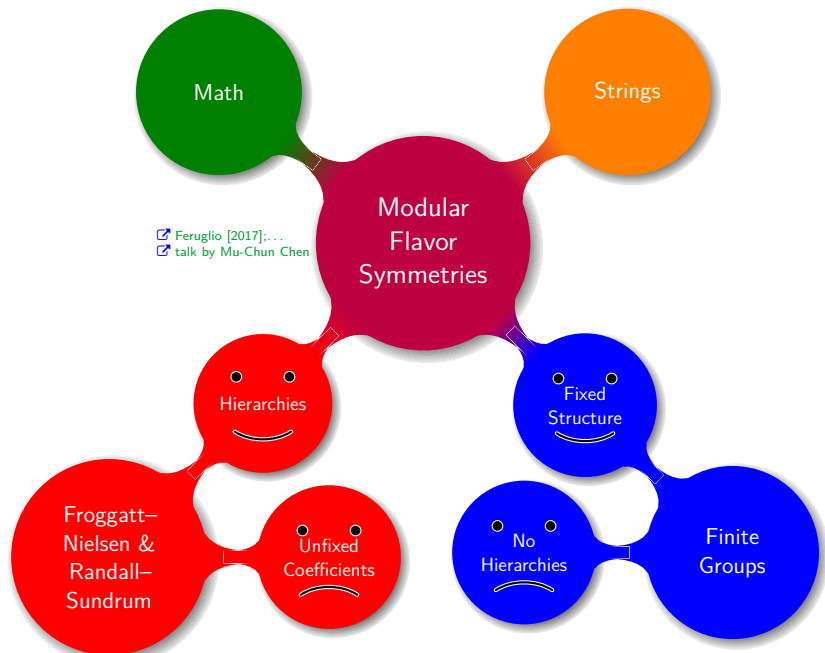 Math
Strings
Modular
Flavor
Symmetries
Feruglio [2017];...
talk by Mu-Chun Chen
Hierarchies
Fixed
Structure
Froggatt–
Nielsen &
Randall–
Sundrum
Unfixed
Coefficients
No
Hierarchies
Finite
Groups